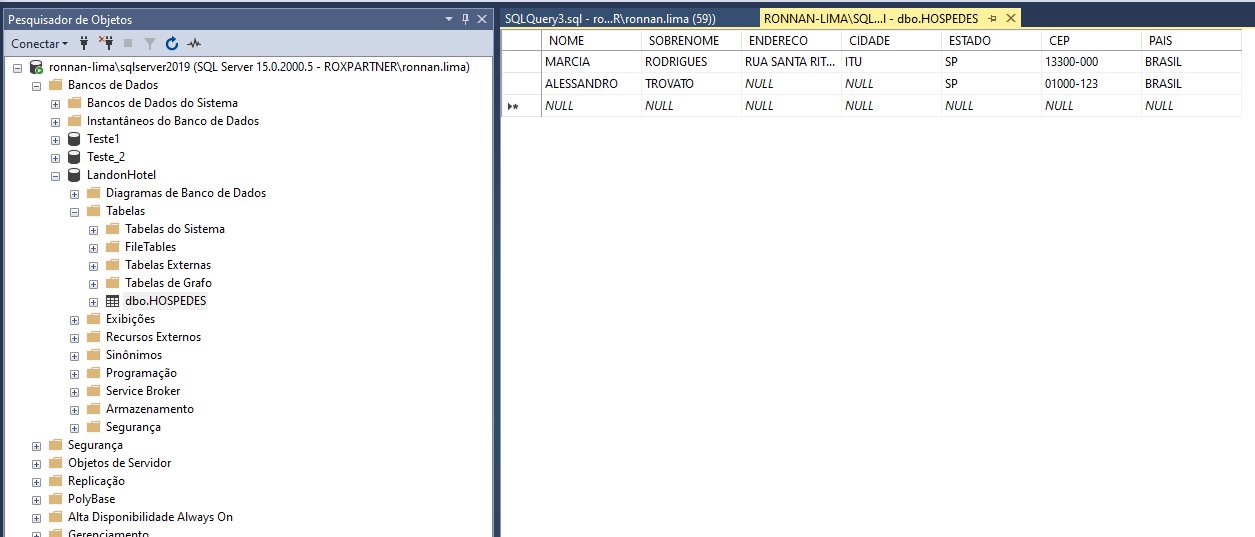 Pesquisador de Objetos
Conectar
ronnan-lima\sqlserver2019 (SQL Server 15.0.2000.5 - ROXPARTNER\ronnan.lima)
Bancos de Dados
Bancos de Dados do Sistema
Instantâneos do Banco de Dados
Teste1
Teste_2
LandonHotel
Diagramas de Banco de Dados
Tabelas
Tabelas do Sistema
FileTables
Tabelas Externas
Tabelas de Grafo
dbo.HOSPEDES
Exibições
Recursos Externos
Sinônimos
Programação
Service Broker
Armazenamento
Segurança
Segurança
Objetos de Servidor
Replicação
PolyBase
Alta Disponibilidade Always On
Gerenciamento
SQLQuery3.sql - ro...R\ronnan.lima (59)) RONNAN-LIMA\SQL...l - dbo.HOSPEDES
NOME SOBRENOME ENDERECO CIDADE ESTADO CEP PAIS
MARCIA RODRIGUES RUA SANTA RIT... ITU SP 13300-000 BRASIL
ALESSANDRO TROVATO NULL NULL SP 01000-123 BRASIL
NULL NULL NULL NULL NULL NULL NULL